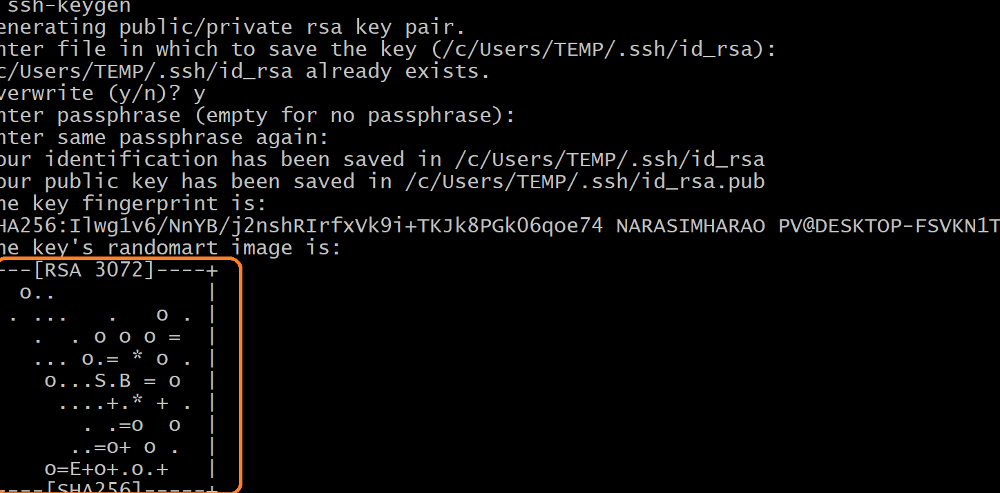 ssh-keygen
enerating public/private rsa key pair.
nter file in which to save the key (/c/Users/TEMP/.ssh/id_rsa):
c/Users/TEMP/.ssh/id_rsa already exists.
verwrite (y/n)? y
nter passphrase (empty for no passphrase):
nter same passphrase again:
our identification has been saved in /c/Users/TEMP/.ssh/id_rsa
our public key has been saved in /c/Users/TEMP/.ssh/id_rsa.pub
he key fingerprint is:
HA256:Ilwg1v6/NnYB/j2nshRIrfxVk9i+TKJk8PGkO6qoe74 NARASIMHARAO PV@DESKTOP-FSVKN1T
he key's randomart image is:
---[RSA 3072]----+
  o..            |
 . ...   .   o . |
   .  . o o o =  |
   ... o.= * o . |
    o...S.B = o  |
     ....+.* + . |
       . .=o  o  |
      ..=o+ o .  |
    o=E+o+.o.+   |
----[SHA256]-----+